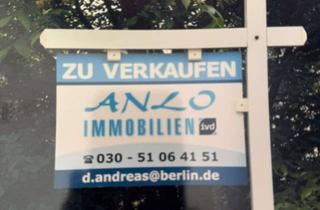 ZU VERKAUFEN
ANLO
IMMOBILIEN ivd
☎ 030 - 51 06 41 51
d.andreas@berlin.de